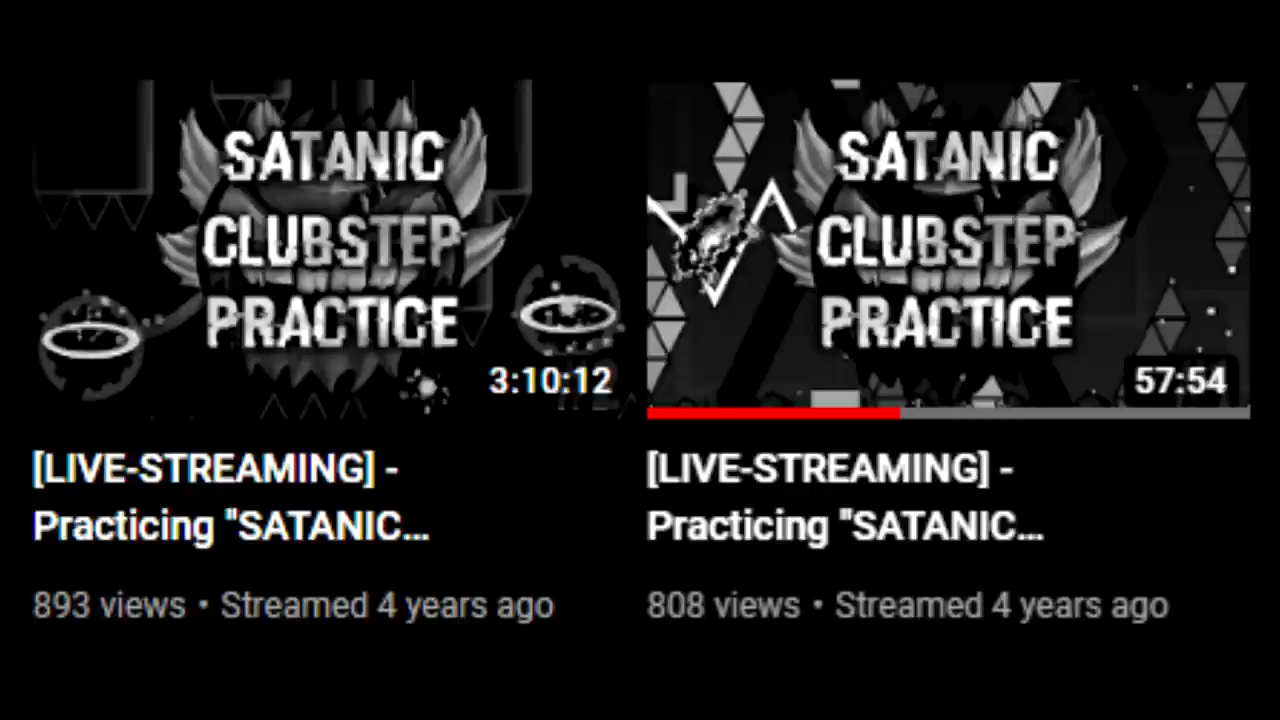 SATANIC
CLUBSTEP
PRACTICE
3:10:12
[LIVE-STREAMING] -
Practicing "SATANIC...
893 views • Streamed 4 years ago
SATANIC
CLUBSTEP
PRACTICE
57:54
[LIVE-STREAMING] -
Practicing "SATANIC...
808 views • Streamed 4 years ago